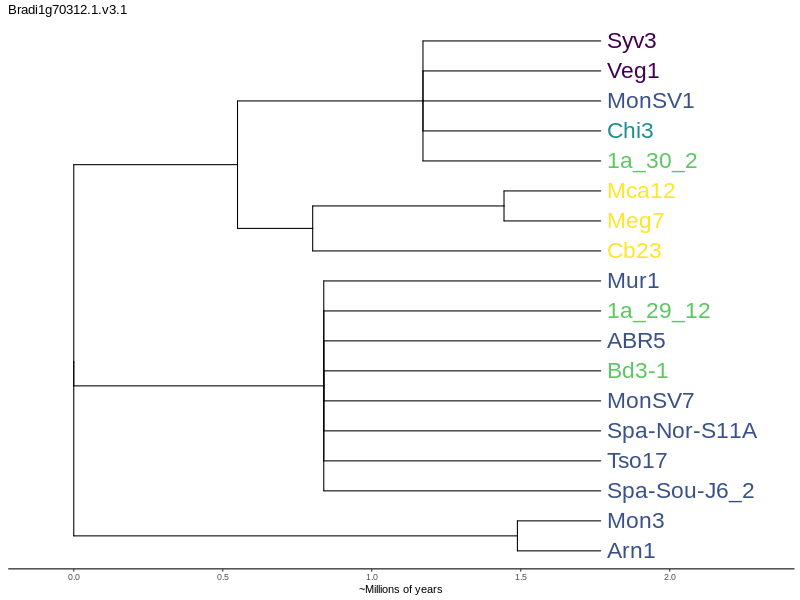 Bradi1g70312.1.v3.1
Syv3
Veg1
MonSV1
Chi3
1a_30_2
Mca12
Meg7
Cb23
Mur1
1a_29_12
ABR5
Bd3-1
MonSV7
Spa-Nor-S11A
Tso17
Spa-Sou-J6_2
Mon3
Arn1
0.0 0.5 1.0 1.5 2.0
~Millions of years